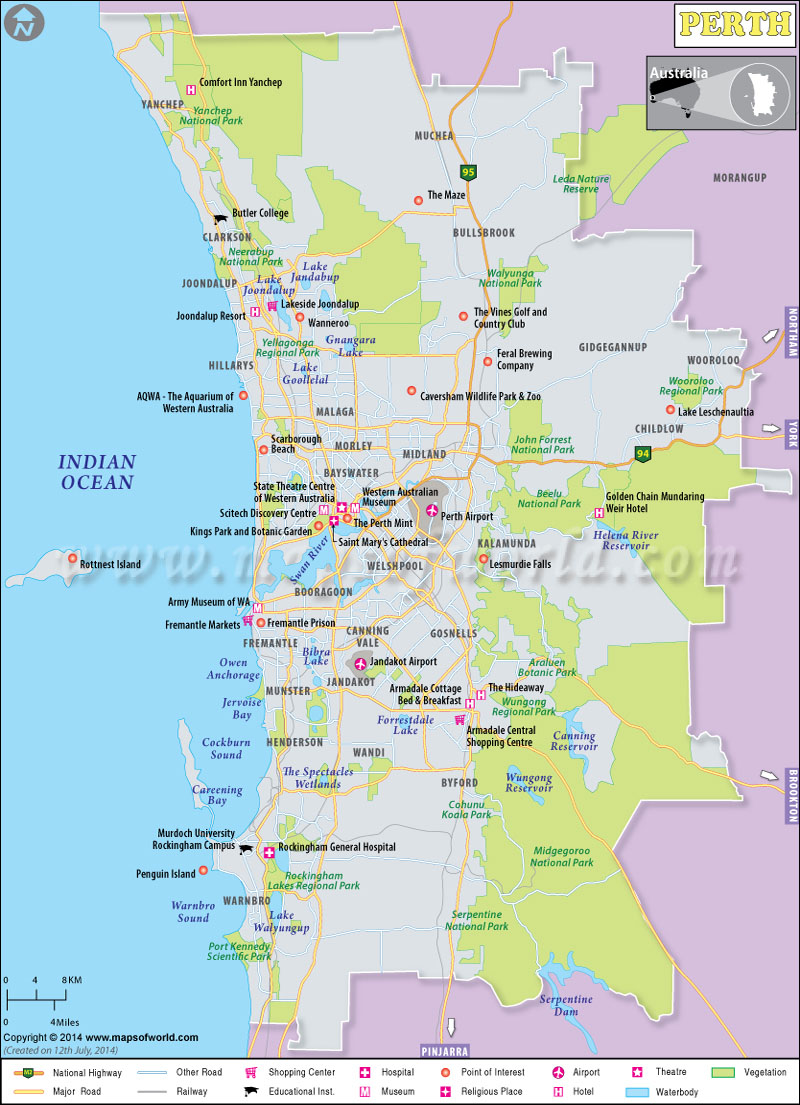 N
PERTH
Australia
Comfort Inn Yanchep
YANCHEP
Yanchep
National Park
MUCHEA
95
Leda Nature
Reserve
MORANGUP
The Maze
Butler College
CLARKSON
BULLSBROOK
Neerabup
National Park
Lake
Jandabup
JOONDALUP
Lake
Joondalup
Walyunga
National Park
Lakeside Joondalup
Joondalup Resort
Wanneroo
The Vines Golf and
Country Club
NORTHAM
Yellagonga
Regional Park
Gnangara
Lake
GIDGEGANNUP
WOOROLOO
HILLARYS
Lake
Goollelal
Feral Brewing
Company
Wooroloo
Regional Park
AQWA - The Aquarium of
Western Australia
Caversham Wildlife Park & Zoo
Lake Leschenaultia
MALAGA
CHILDLOW
YORK
Scarborough
Beach
MORLEY
MIDLAND
John Forrest
National Park
94
INDIAN
OCEAN
BAYSWATER
State Theatre Centre
of Western Australia
Western Australian
Museum
Beelu
National Park
Golden Chain Mundaring
Weir Hotel
Scitech Discovery Centre
The Perth Mint
Perth Airport
Kings Park and Botanic Garden
Saint Mary's Cathedral
KALAMUNDA
Helena River
Reservoir
www.mapsofworld.com
Rottnest Island
Swan River
WELSHPOOL
Lesmurdie Falls
BOORAGOON
Army Museum of WA
Fremantle Markets
Fremantle Prison
FREMANTLE
CANNING
VALE
GOSNELLS
Bibra
Lake
Owen
Anchorage
Jandakot Airport
Araluen
Botanic Park
JANDAKOT
MUNSTER
Armadale Cottage
Bed & Breakfast
The Hideaway
Jervoise
Bay
Wungong
Regional Park
Forrestdale
Lake
Armadale Central
Shopping Centre
Canning
Reservoir
Cockburn
Sound
HENDERSON
WANDI
The Spectacles
Wetlands
BYFORD
Wungong
Reservoir
BROOKTON
Careening
Bay
Cohunu
Koala Park
Murdoch University
Rockingham Campus
Rockingham General Hospital
Midgegoroo
National Park
Penguin Island
Rockingham
Lakes Regional Park
Warnbro
Sound
WARNBRO
Lake
Walyungup
Serpentine
National Park
Port Kennedy
Scientific Park
0 4 8 KM
0 4 Miles
Serpentine
Dam
Copyright © 2014 www.mapsofworld.com
(Created on 12th July, 2014)
PINJARRA
National Highway
Other Road
Shopping Center
Hospital
Point of Interest
Airport
Theatre
Vegetation
Major Road
Railway
Educational Inst.
M Museum
Religious Place
H Hotel
Waterbody